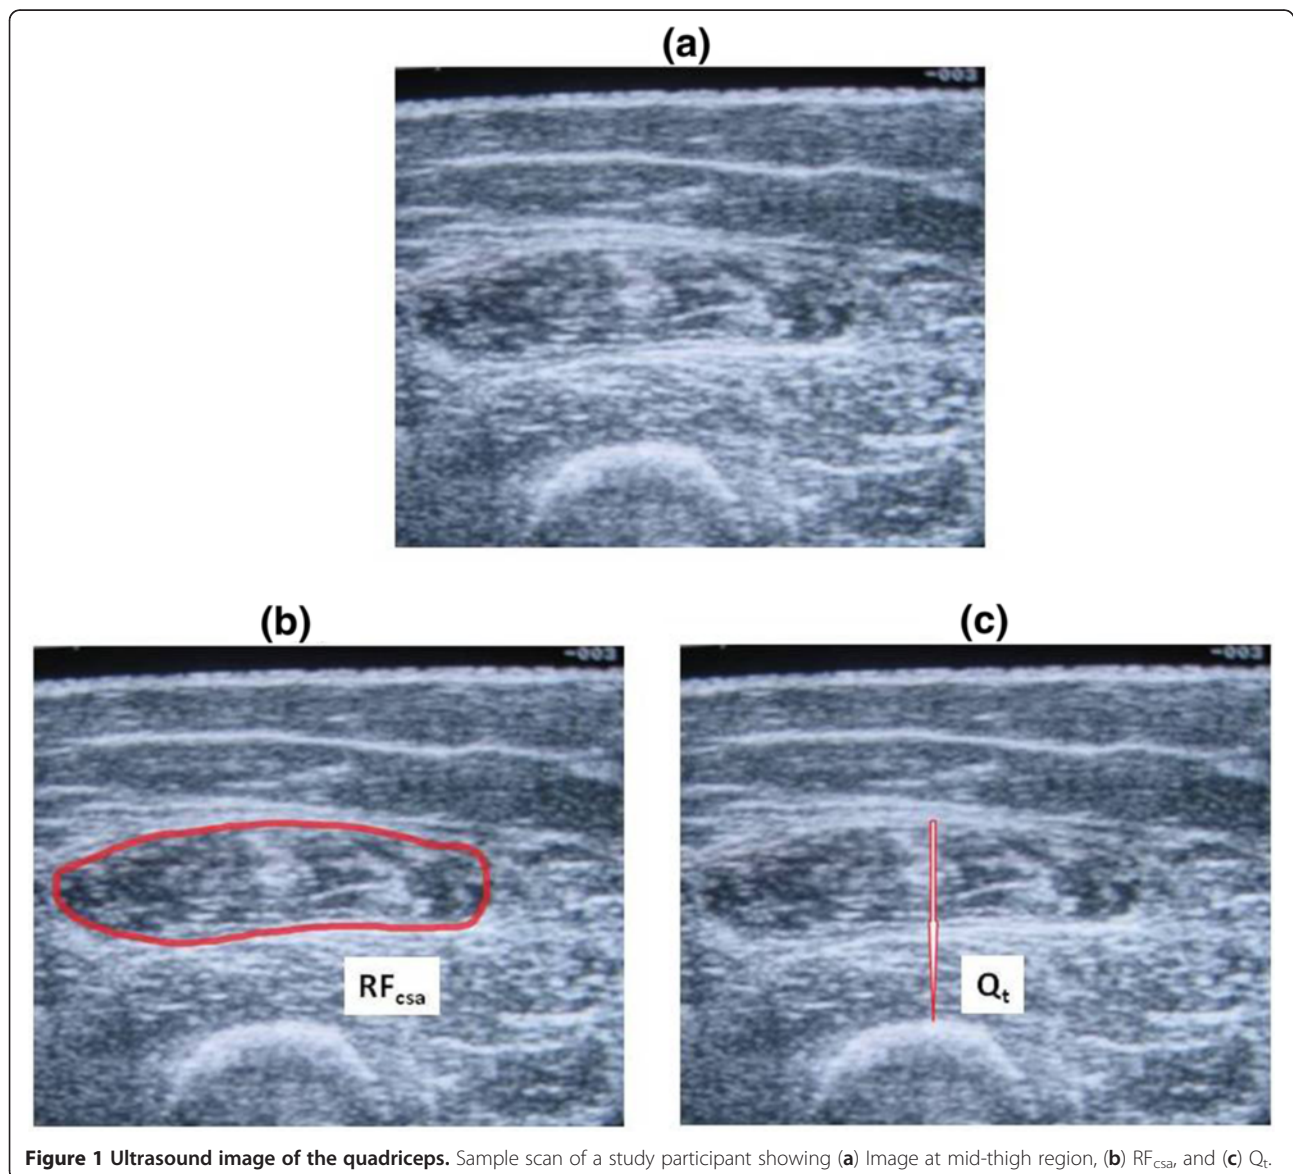 (a)
-003
(b)
(c)
-003
-003
RFcsa
Qt
Figure 1 Ultrasound image of the quadriceps. Sample scan of a study participant showing (a) Image at mid-thigh region, (b) RFcsa, and (c) Qt.